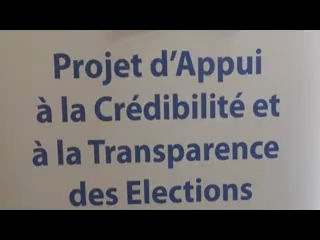 Projet d'Appui
à la Crédibilité et
à la Transparence
des Elections